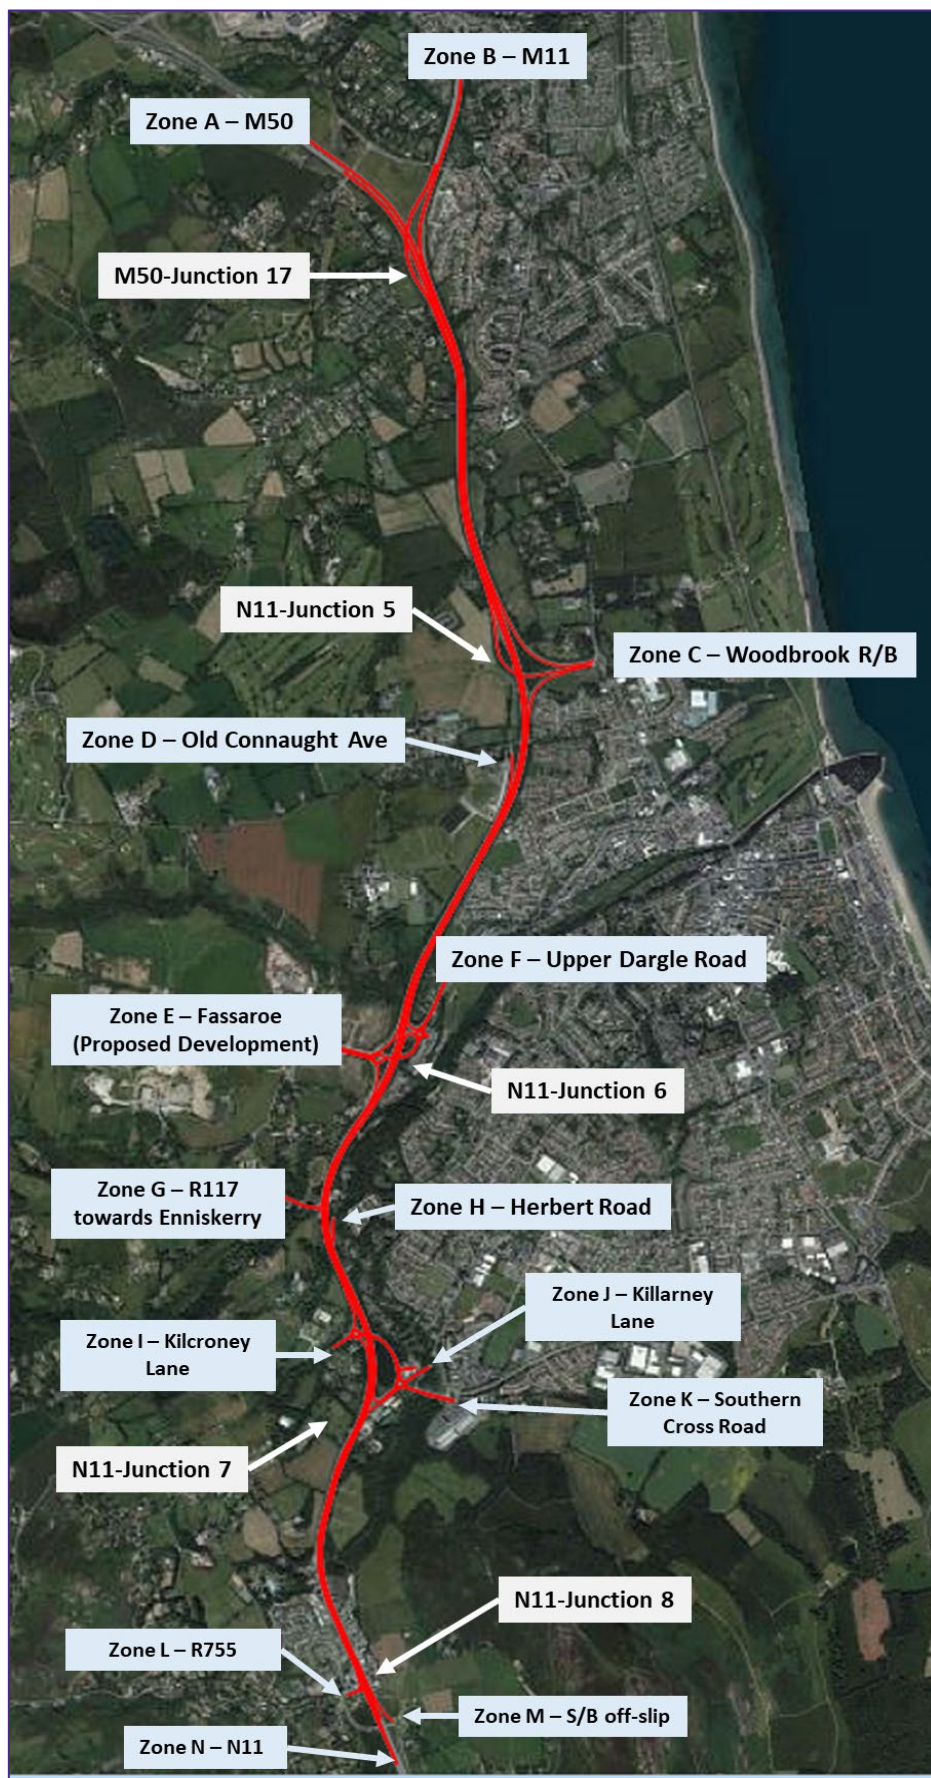 Zone B – M11
Zone A – M50
M50-Junction 17
N11-Junction 5
Zone C – Woodbrook R/B
Zone D – Old Connaught Ave
Zone F – Upper Dargle Road
Zone E – Fassaroe
(Proposed Development)
N11-Junction 6
Zone G – R117
towards Enniskerry
Zone H – Herbert Road
Zone J – Killarney
Lane
Zone I – Kilcroney
Lane
Zone K – Southern
Cross Road
N11-Junction 7
N11-Junction 8
Zone L – R755
Zone M – S/B off-slip
Zone N – N11